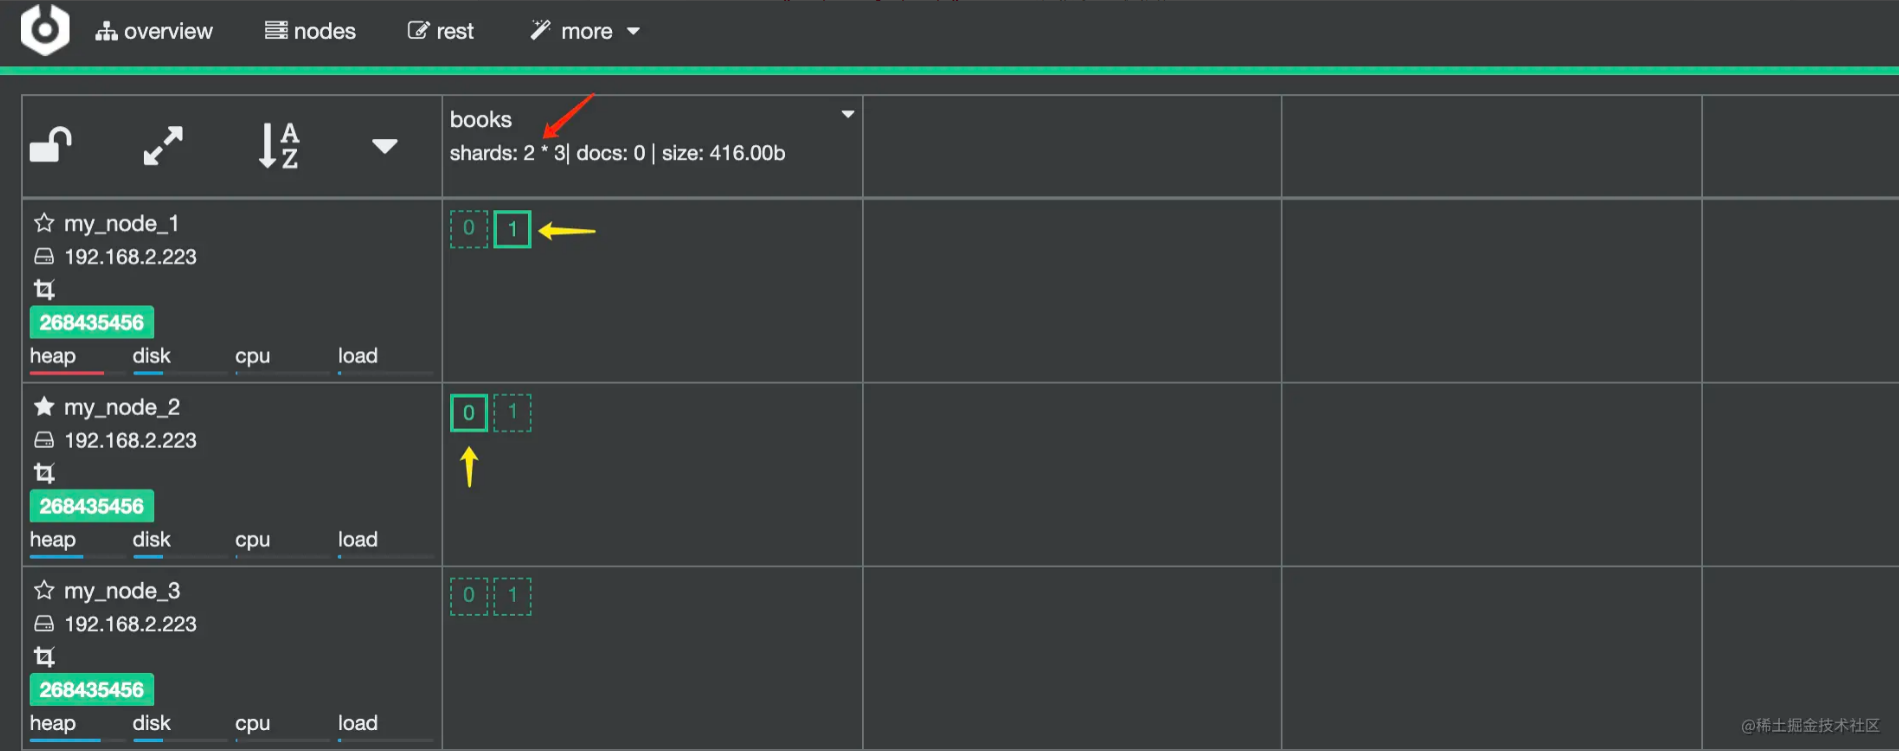 overview nodes rest more
A
Z
books
shards: 2 * 3| docs: 0 | size: 416.00b
my_node_1
192.168.2.223
268435456
heap disk cpu load
0 1
my_node_2
192.168.2.223
268435456
heap disk cpu load
0 1
my_node_3
192.168.2.223
268435456
heap disk cpu load
0 1
@稀土掘金技术社区